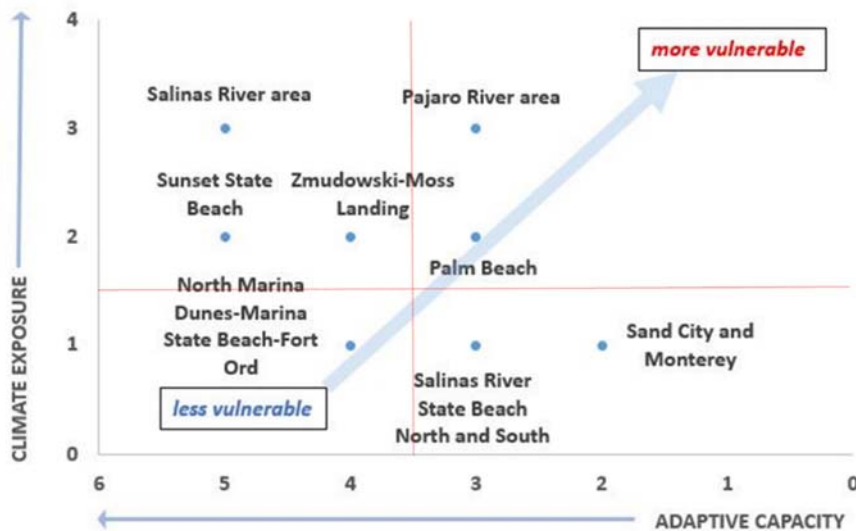 4
more vulnerable
Salinas River area
Pajaro River area
3
Sunset State
Beach
Zmudowski-Moss
Landing
2
Palm Beach
North Marina
Dunes-Marina
State Beach-Fort
Ord
1
Sand City and
Monterey
Salinas River
State Beach
North and South
less vulnerable
0
CLIMATE EXPOSURE
6 5 4 3 2 1 0
ADAPTIVE CAPACITY